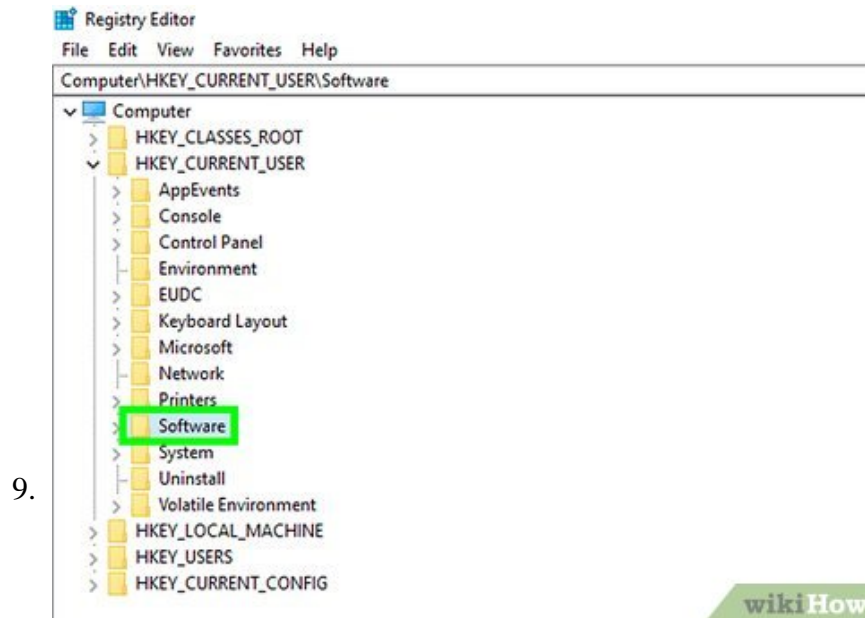 Registry Editor
File Edit View Favorites Help
Computer\HKEY_CURRENT_USER\Software
Computer
HKEY_CLASSES_ROOT
HKEY_CURRENT_USER
AppEvents
Console
Control Panel
Environment
EUDC
Keyboard Layout
Microsoft
Network
Printers
Software
System
9.
Uninstall
Volatile Environment
HKEY_LOCAL_MACHINE
HKEY_USERS
HKEY_CURRENT_CONFIG
wikiHow